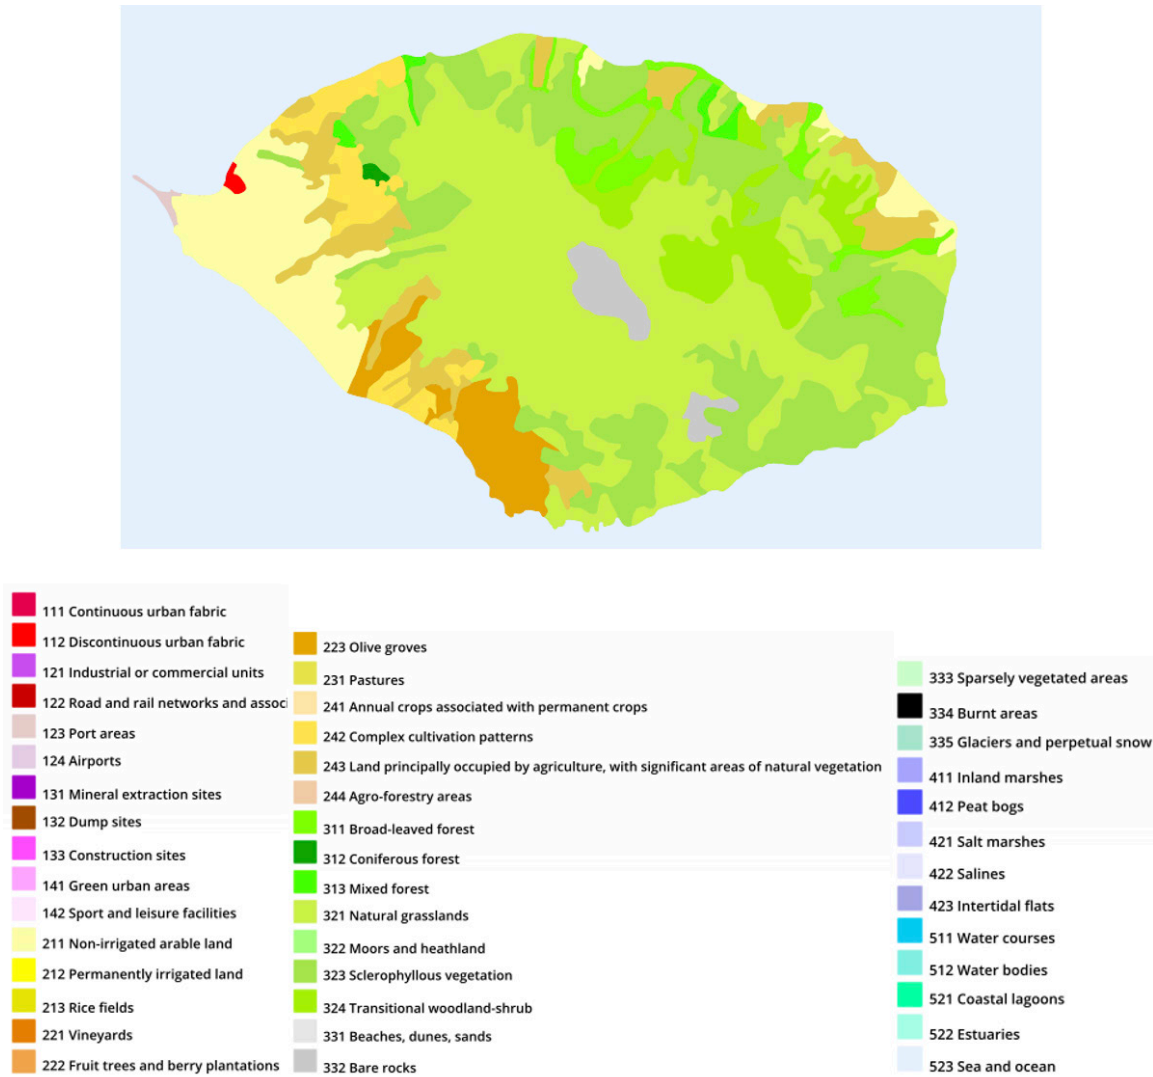 111 Continuous urban fabric
112 Discontinuous urban fabric
121 Industrial or commercial units
122 Road and rail networks and associ
123 Port areas
124 Airports
131 Mineral extraction sites
132 Dump sites
133 Construction sites
141 Green urban areas
142 Sport and leisure facilities
211 Non-irrigated arable land
212 Permanently irrigated land
213 Rice fields
221 Vineyards
222 Fruit trees and berry plantations
223 Olive groves
231 Pastures
241 Annual crops associated with permanent crops
242 Complex cultivation patterns
243 Land principally occupied by agriculture, with significant areas of natural vegetation
244 Agro-forestry areas
311 Broad-leaved forest
312 Coniferous forest
313 Mixed forest
321 Natural grasslands
322 Moors and heathland
323 Sclerophyllous vegetation
324 Transitional woodland-shrub
331 Beaches, dunes, sands
332 Bare rocks
333 Sparsely vegetated areas
334 Burnt areas
335 Glaciers and perpetual snow
411 Inland marshes
412 Peat bogs
421 Salt marshes
422 Salines
423 Intertidal flats
511 Water courses
512 Water bodies
521 Coastal lagoons
522 Estuaries
523 Sea and ocean